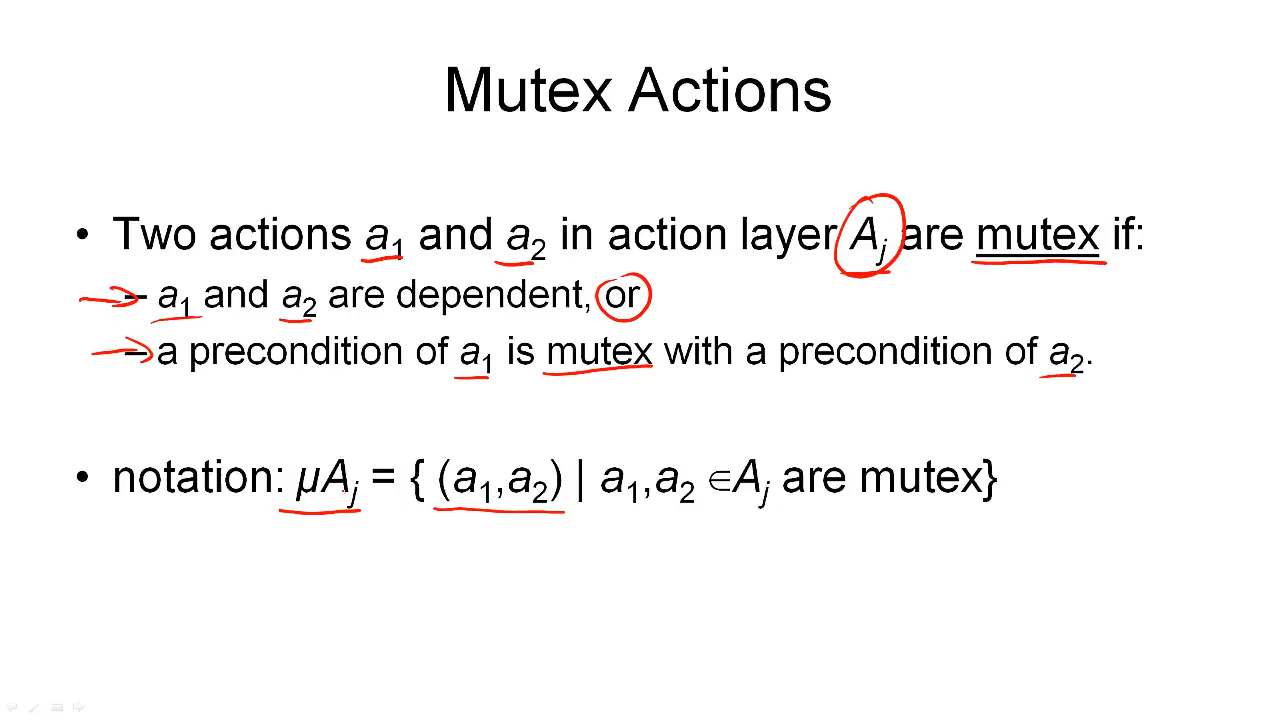 Mutex Actions
• Two actions a₁ and a₂ in action layer Aⱼ are mutex if:
– a₁ and a₂ are dependent, or
– a precondition of a₁ is mutex with a precondition of a₂.
• notation: μAⱼ = { (a₁,a₂) | a₁,a₂ ∈Aⱼ are mutex}